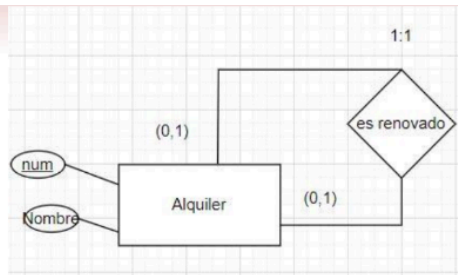 1:1
es renovado
(0,1)
num
Alquiler
(0,1)
Nombre